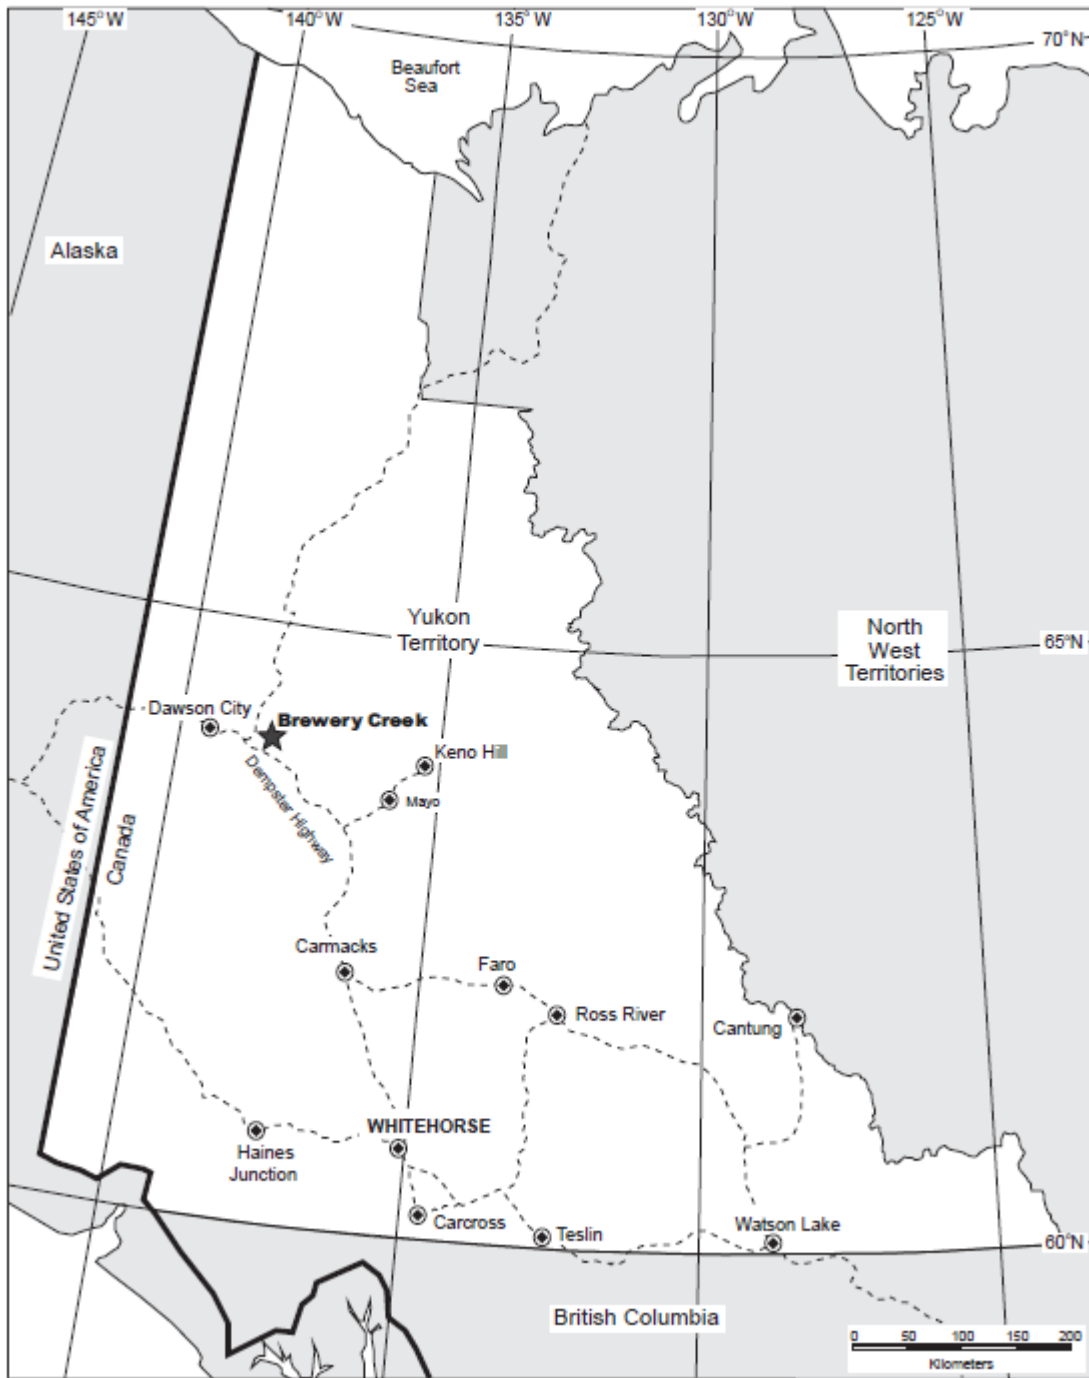 145°W
140°W
135°W
130°W
125°W
70°N
Beaufort
Sea
Alaska
Yukon
Territory
North
West
Territories
65°N
Dawson City
Brewery Creek
Keno Hill
Mayo
Dempster Highway
United States of America
Canada
Carmacks
Faro
Ross River
Cantung
WHITEHORSE
Haines
Junction
Carcross
Teslin
Watson Lake
60°N
British Columbia
0 50 100 150 200
Kilometers